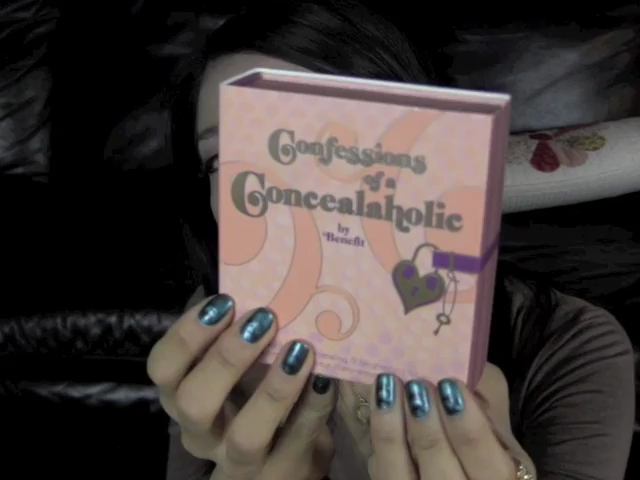 Confessions
of a
Concealaholic
by
Benefit